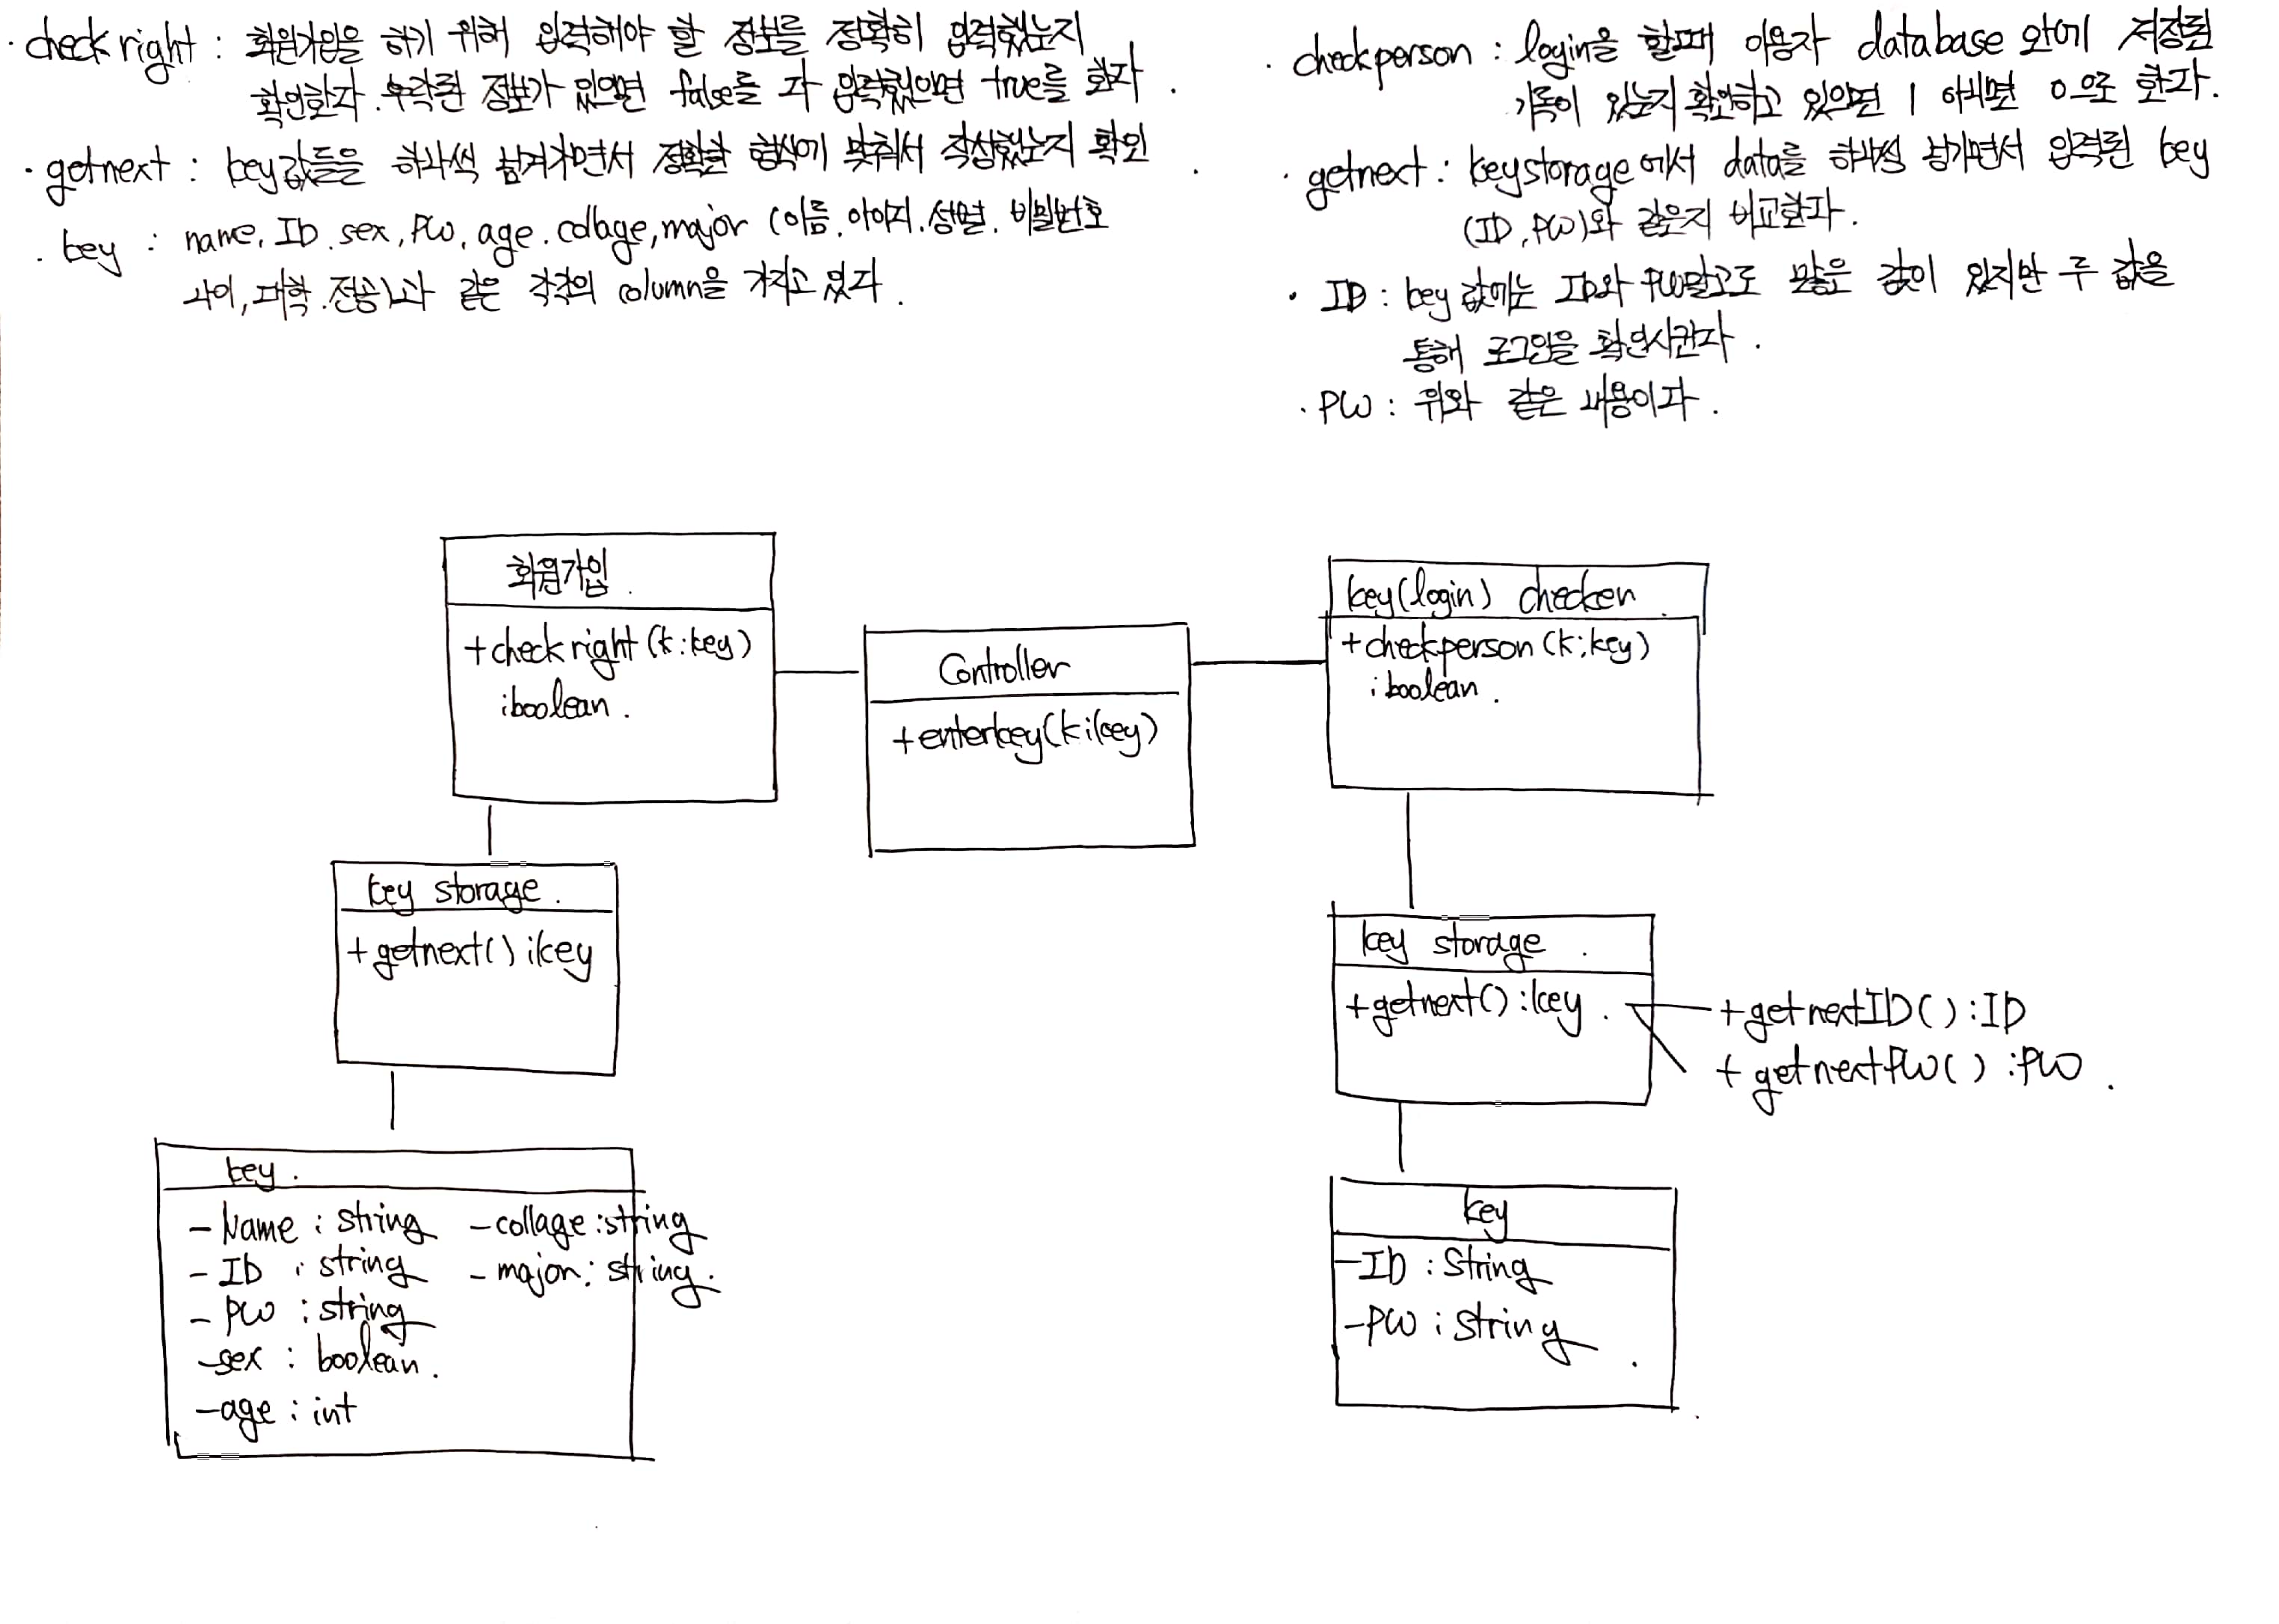 · check right : 회원가입을 하기 위해 입력해야 할 정보를 정확히 입력했는지
확인한다. 누락된 정보가 있으면 false를 다 입력했으면 true를 한다.
· getnext : key값들을 하나씩 넘겨가면서 정확한 형식에 맞춰서 작성했는지 확인.
· key : name, ID. sex, PW, age. collage, major (이름. 아이디. 성별. 비밀번호
나이, 대학. 전공)과 같은 각각의 column을 가지고 있다.
· checkperson : login을 할때 이용자 database 안에 저장된
기록이 있는지 확인하고 있으면 1 아니면 0으로 한다.
· getnext : keystorage에서 data를 하나씩 넘기면서 입력된 key
(ID, PW)와 같은지 비교한다.
· ID : key값에는 ID와 PW말고도 많은 값이 있지만 두 값을
통해 로그인을 확인시킨다.
· PW : 위와 같은 내용이다.
회원가입.
+check right (k:key)
:boolean.
Controller
+enterkey(k:key)
key(login) checker.
+checkperson(k:key)
:boolean.
key storage.
+getnext():key
key storage.
+getnext():key.
+getnextID():ID
+getnextPW():PW.
key.
-Name : string -collage:string
-ID : string -major: string.
-PW : string
-sex : boolean.
-age : int
key
-ID : String
-PW : String.